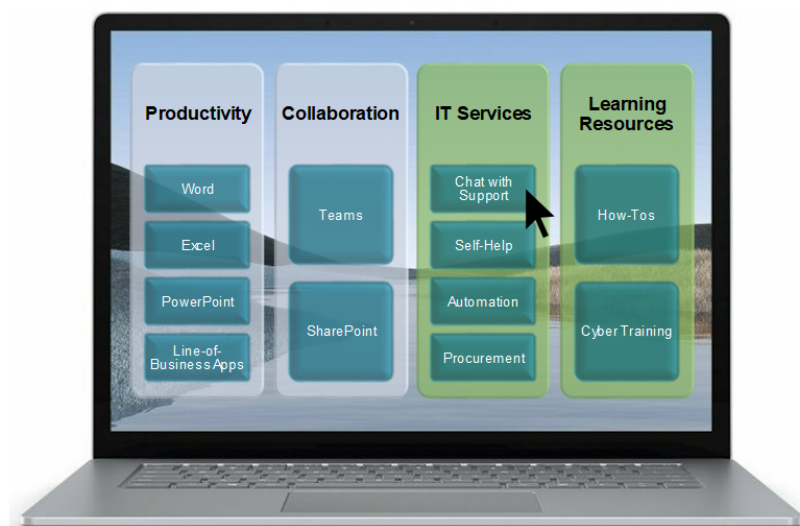 Productivity
Word
Excel
PowerPoint
Line-of-
Business Apps
Collaboration
Teams
SharePoint
IT Services
Chat with
Support
Self-Help
Automation
Procurement
Learning
Resources
How-Tos
Cyber Training